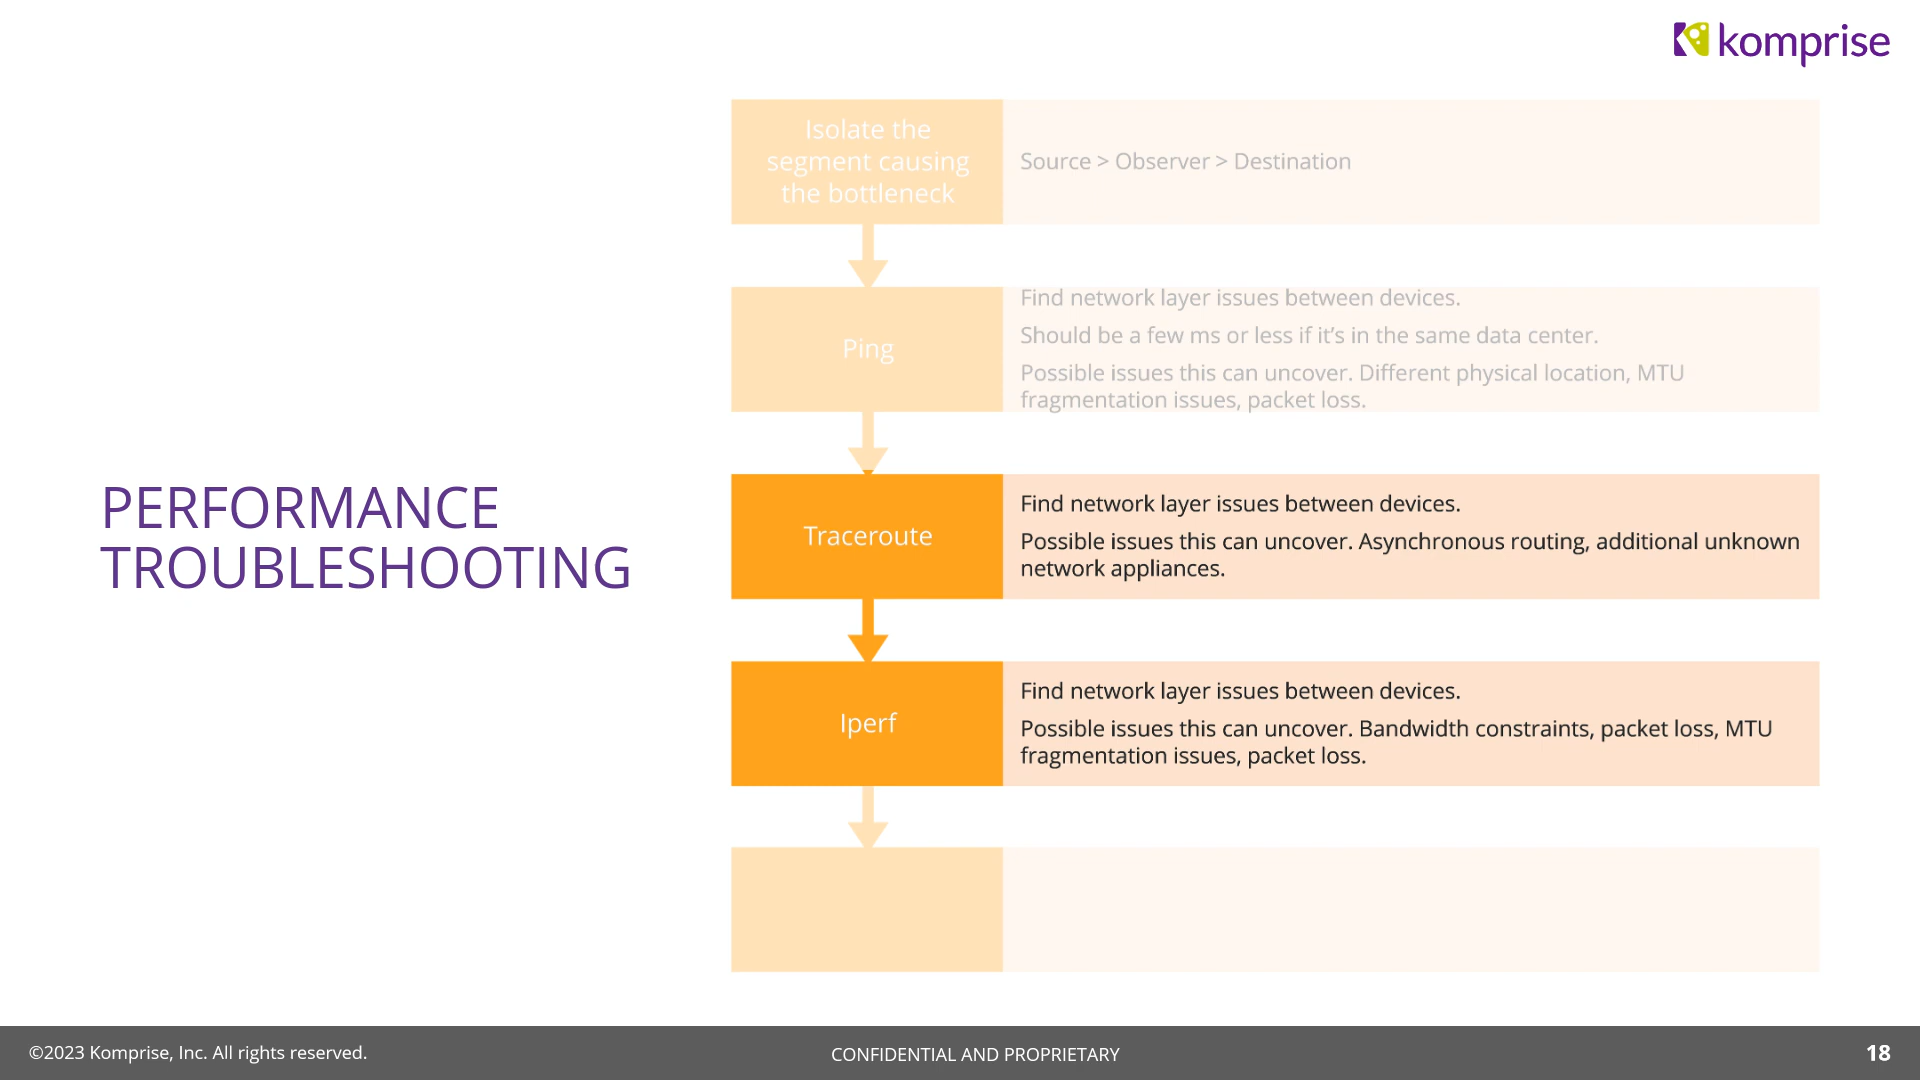 komprise
Isolate the
segment causing
the bottleneck
Source > Observer > Destination
Ping
Find network layer issues between devices.
Should be a few ms or less if it’s in the same data center.
Possible issues this can uncover. Different physical location, MTU
fragmentation issues, packet loss.
PERFORMANCE
TROUBLESHOOTING
Traceroute
Find network layer issues between devices.
Possible issues this can uncover. Asynchronous routing, additional unknown
network appliances.
Iperf
Find network layer issues between devices.
Possible issues this can uncover. Bandwidth constraints, packet loss, MTU
fragmentation issues, packet loss.
©2023 Komprise, Inc. All rights reserved.
CONFIDENTIAL AND PROPRIETARY
18